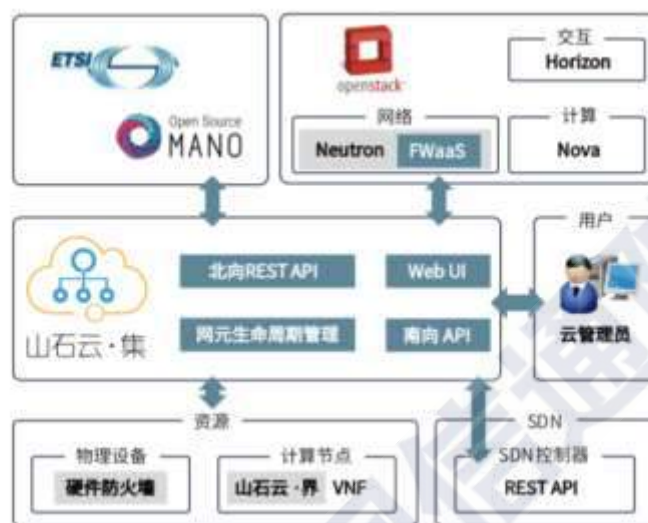 ETSI
Open Source
MANO
openstack
交互
Horizon
网络
Neutron FWaaS
计算
Nova
山石云·集
北向REST API
Web UI
网元生命周期管理
南向 API
用户
云管理员
资源
物理设备
硬件防火墙
计算节点
山石云·界 VNF
SDN
SDN控制器
REST API